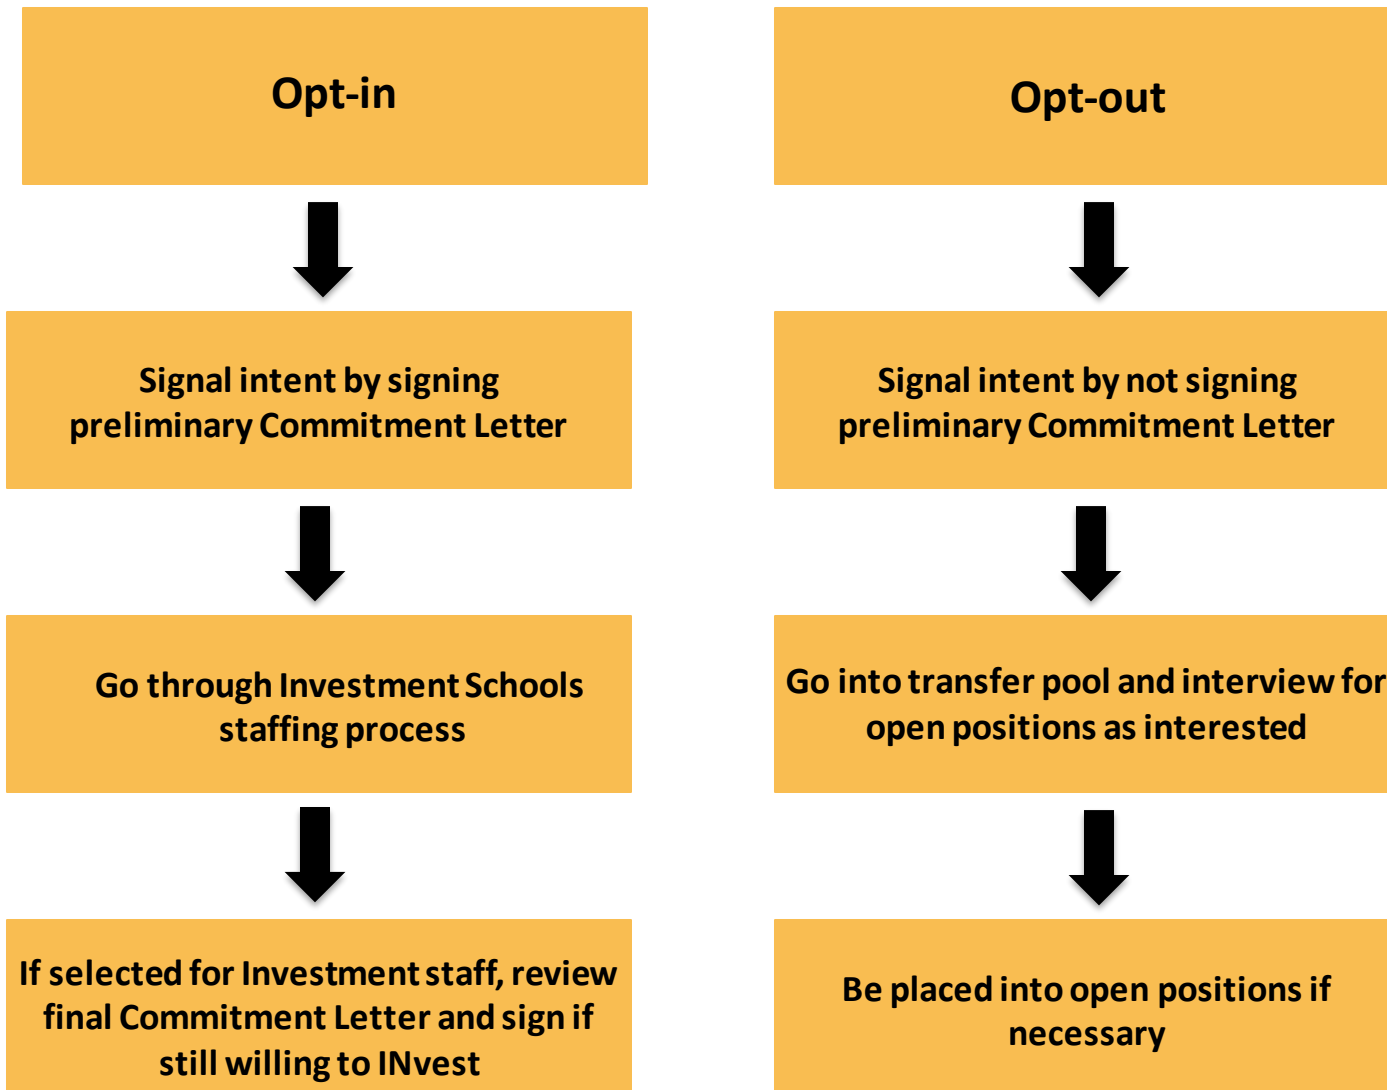 Opt-in
Signal intent by signing
preliminary Commitment Letter
Go through Investment Schools
staffing process
If selected for Investment staff, review
final Commitment Letter and sign if
still willing to INvest
Opt-out
Signal intent by not signing
preliminary Commitment Letter
Go into transfer pool and interview for
open positions as interested
Be placed into open positions if
necessary